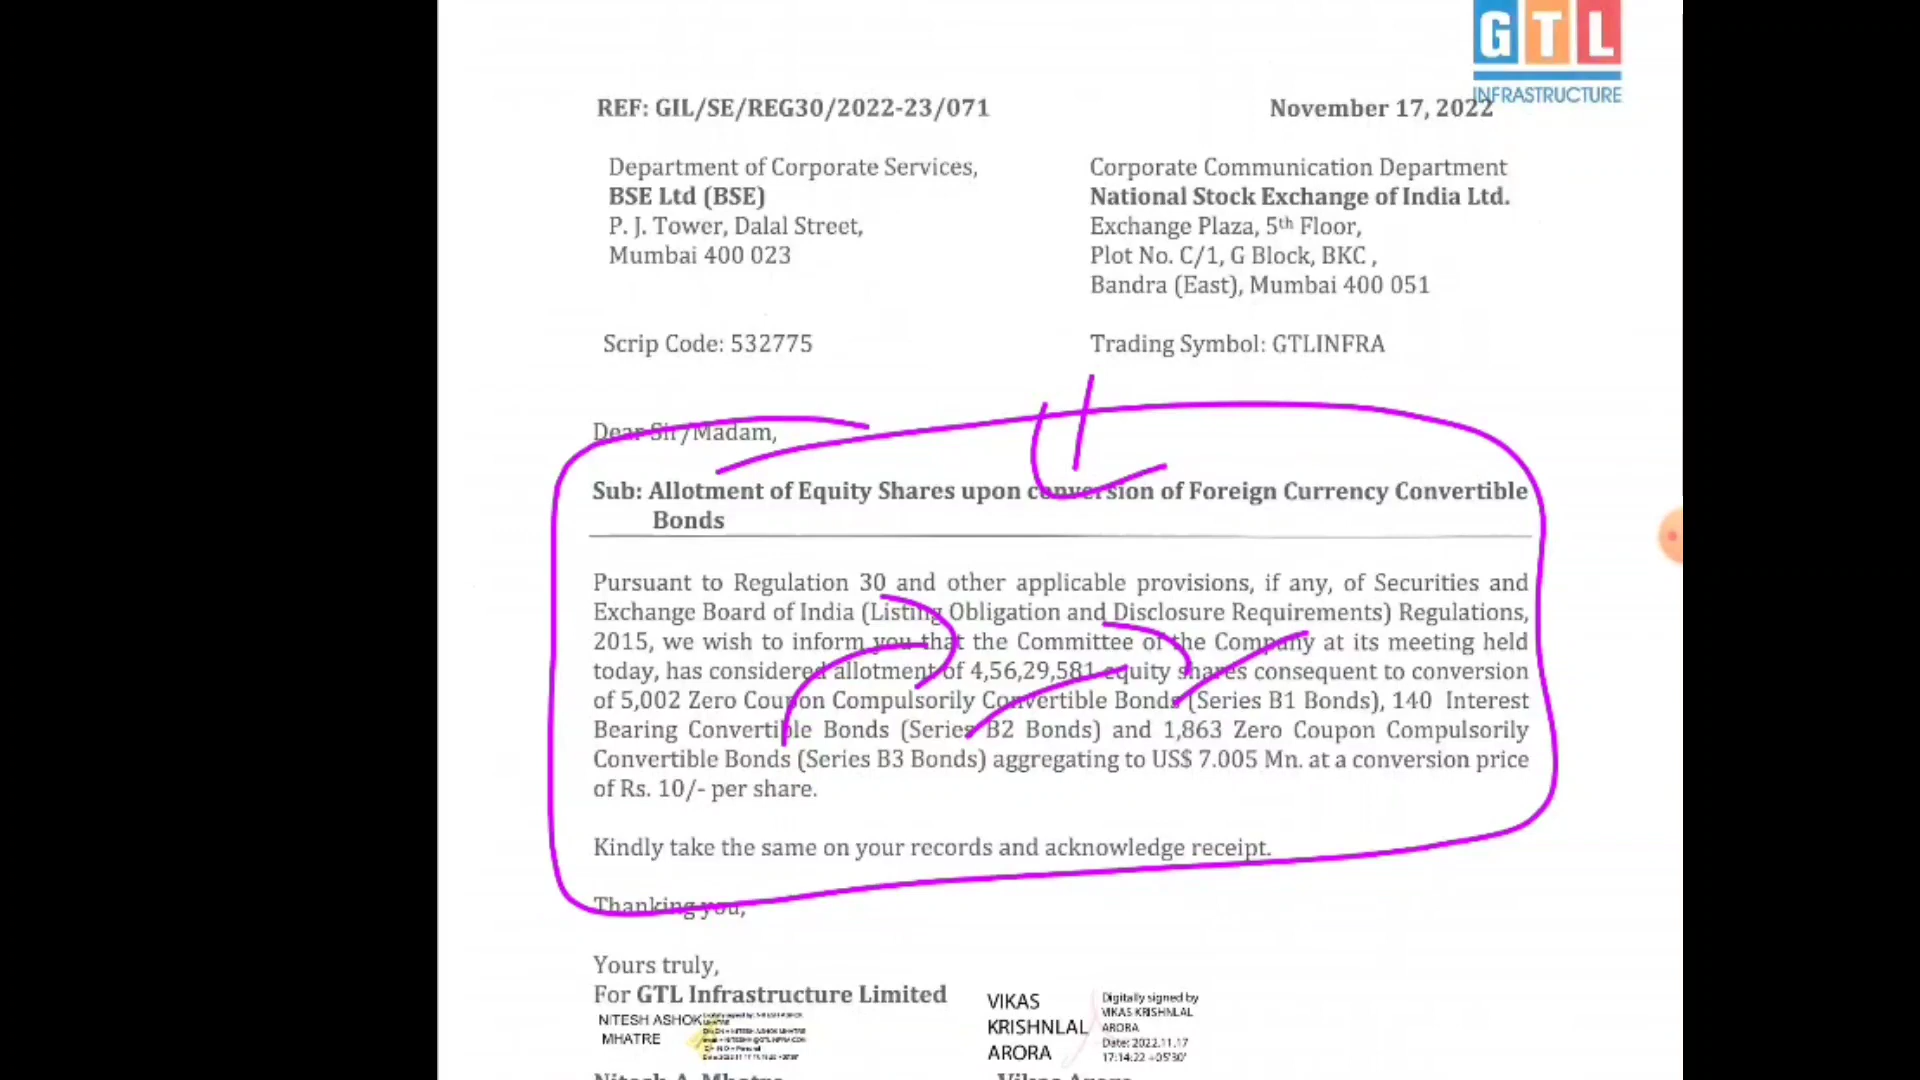 GTL
INFRASTRUCTURE
REF: GIL/SE/REG30/2022-23/071
November 17, 2022
Department of Corporate Services,
BSE Ltd (BSE)
P. J. Tower, Dalal Street,
Mumbai 400 023
Corporate Communication Department
National Stock Exchange of India Ltd.
Exchange Plaza, 5th Floor,
Plot No. C/1, G Block, BKC ,
Bandra (East), Mumbai 400 051
Scrip Code: 532775
Trading Symbol: GTLINFRA
Dear Sir/Madam,
Sub: Allotment of Equity Shares upon conversion of Foreign Currency Convertible
Bonds
Pursuant to Regulation 30 and other applicable provisions, if any, of Securities and
Exchange Board of India (Listing Obligation and Disclosure Requirements) Regulations,
2015, we wish to inform you that the Committee of the Company at its meeting held
today, has considered allotment of 4,56,29,581 equity shares consequent to conversion
of 5,002 Zero Coupon Compulsorily Convertible Bonds (Series B1 Bonds), 140 Interest
Bearing Convertible Bonds (Series B2 Bonds) and 1,863 Zero Coupon Compulsorily
Convertible Bonds (Series B3 Bonds) aggregating to US$ 7.005 Mn. at a conversion price
of Rs. 10/- per share.
Kindly take the same on your records and acknowledge receipt.
Thanking you,
Yours truly,
For GTL Infrastructure Limited
NITESH ASHOK
MHATRE
VIKAS
KRISHNLAL
ARORA
Digitally signed by
VIKAS KRISHNLAL
ARORA
Date: 2022.11.17
17:14:22 +05'30'
Nitesh A. Mhatre
Vikas Arora